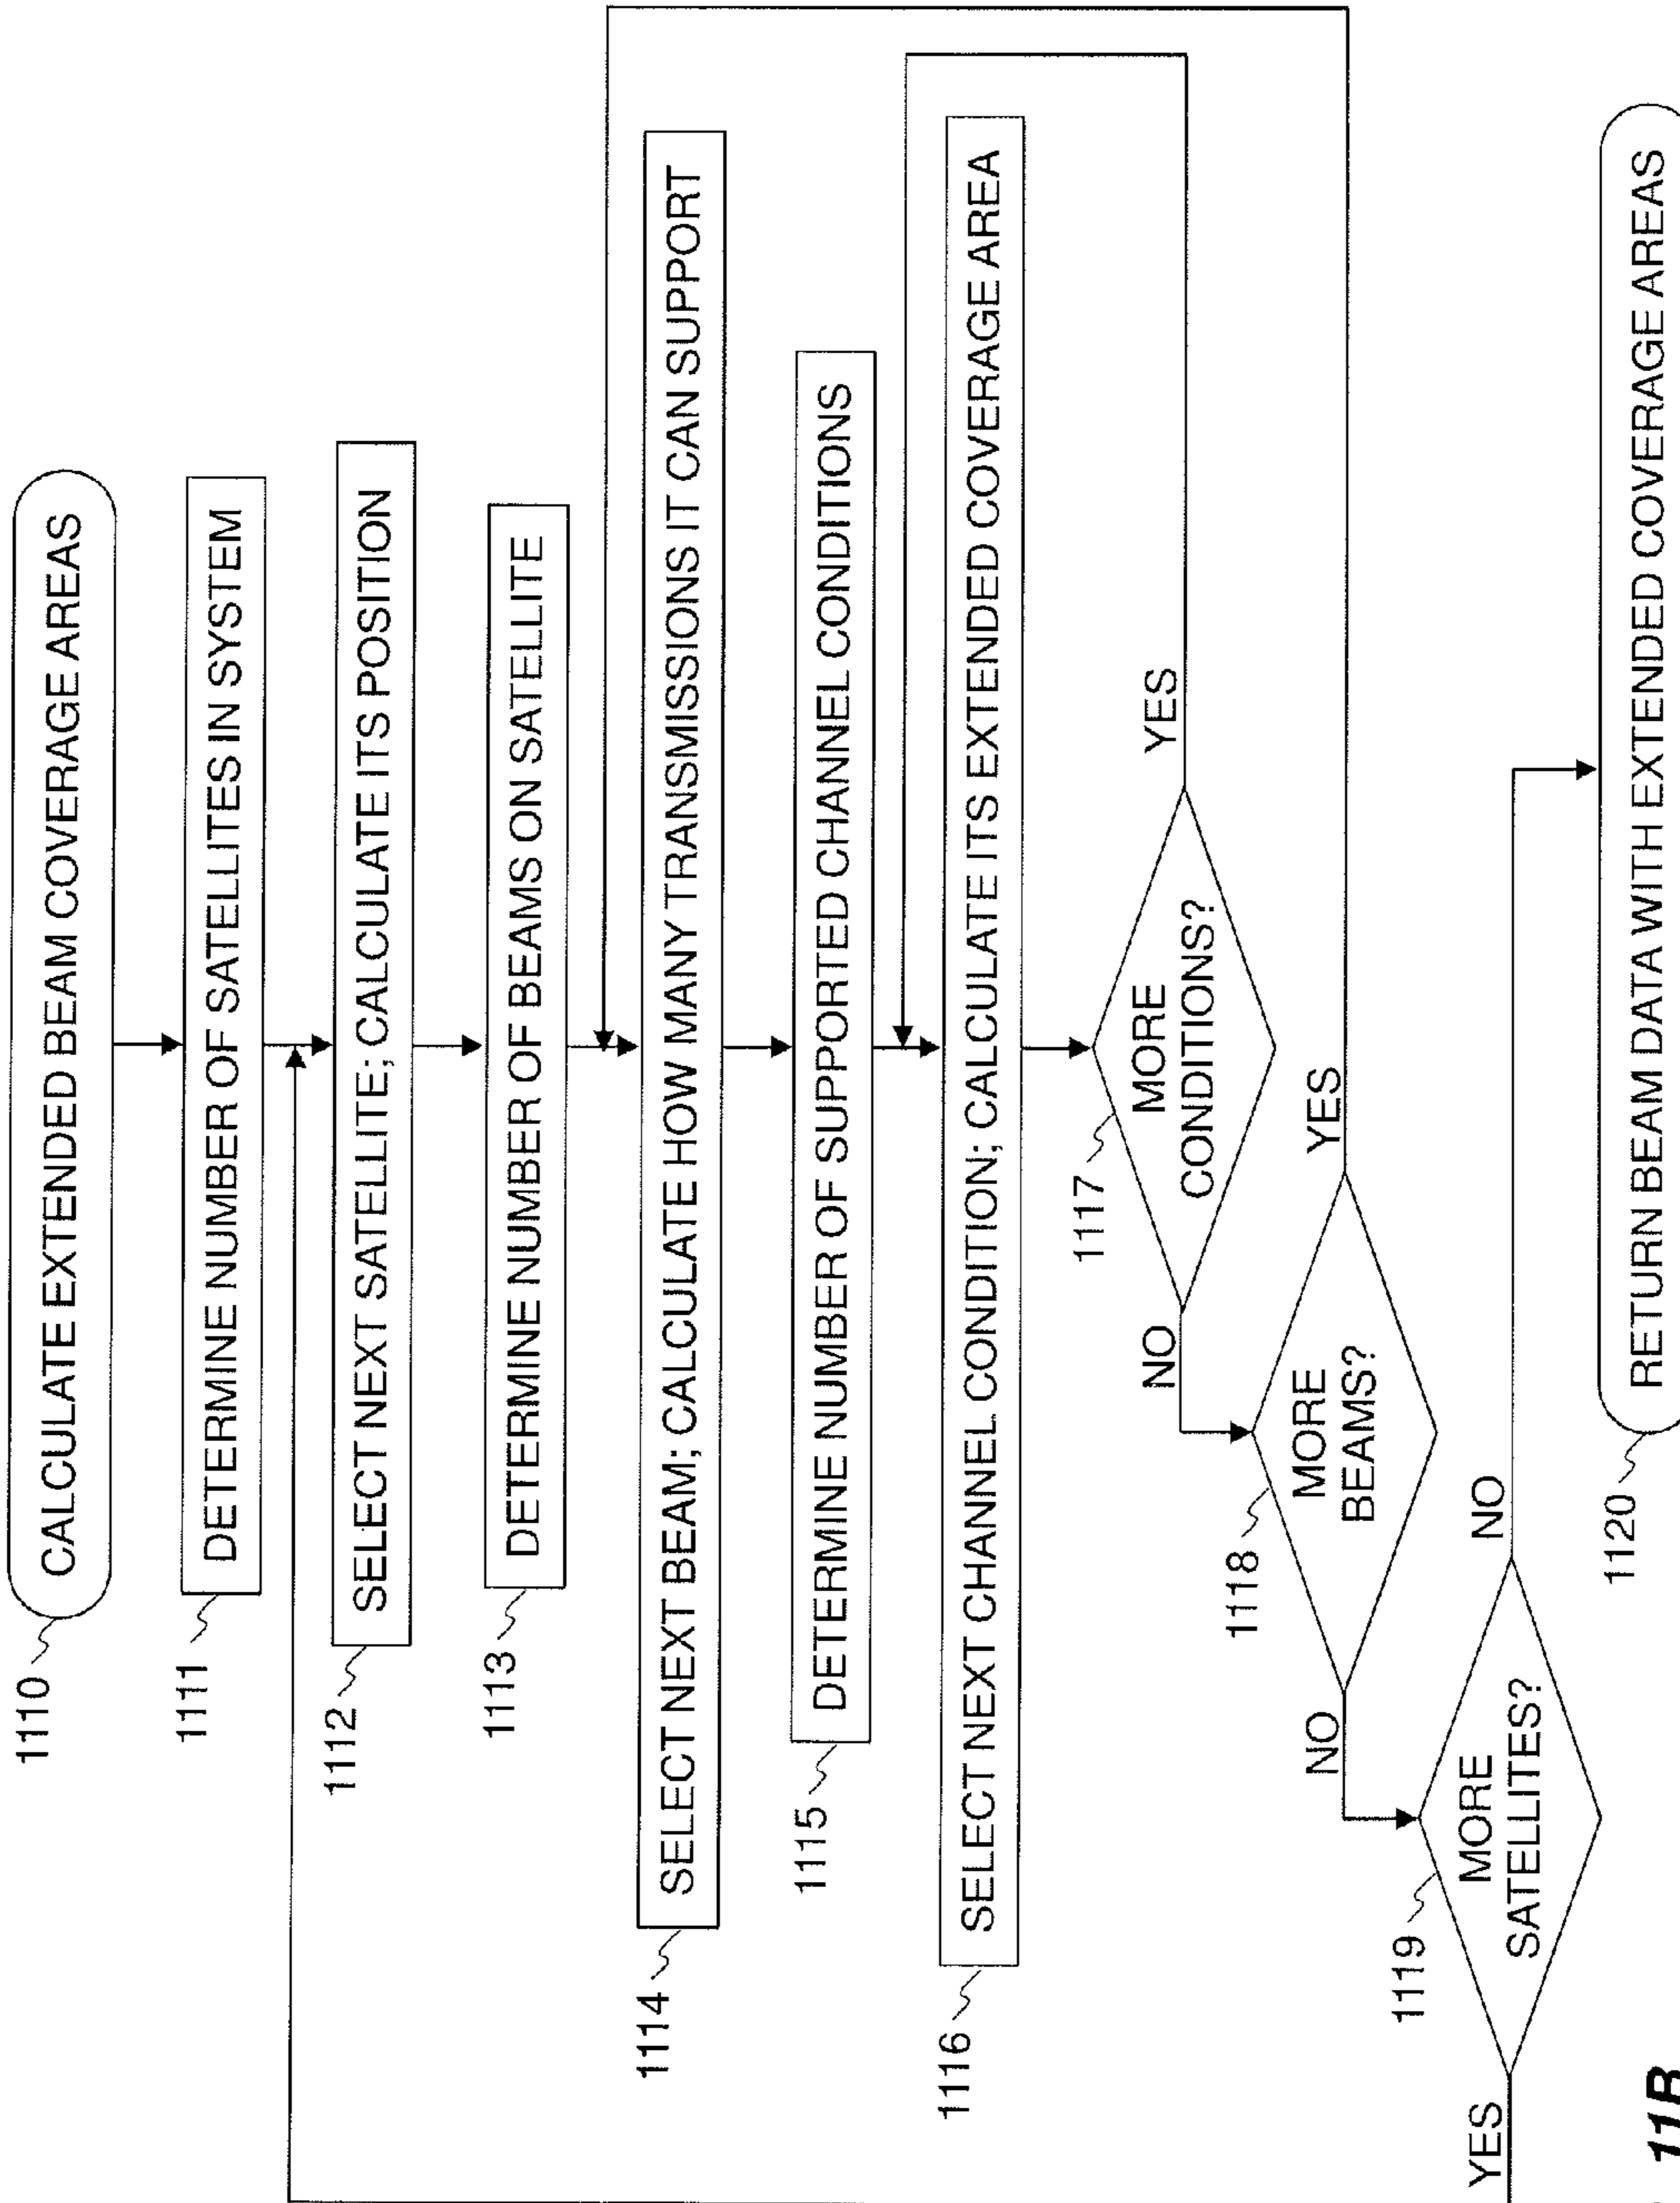 1110
CALCULATE EXTENDED BEAM COVERAGE AREAS
1111
DETERMINE NUMBER OF SATELLITES IN SYSTEM
1112
SELECT NEXT SATELLITE; CALCULATE ITS POSITION
1113
DETERMINE NUMBER OF BEAMS ON SATELLITE
1114
SELECT NEXT BEAM; CALCULATE HOW MANY TRANSMISSIONS IT CAN SUPPORT
1115
DETERMINE NUMBER OF SUPPORTED CHANNEL CONDITIONS
1116
SELECT NEXT CHANNEL CONDITION; CALCULATE ITS EXTENDED COVERAGE AREA
1117
MORE
CONDITIONS?
YES
NO
1118
MORE
BEAMS?
YES
NO
1119
MORE
SATELLITES?
YES
NO
1120
RETURN BEAM DATA WITH EXTENDED COVERAGE AREAS
11B